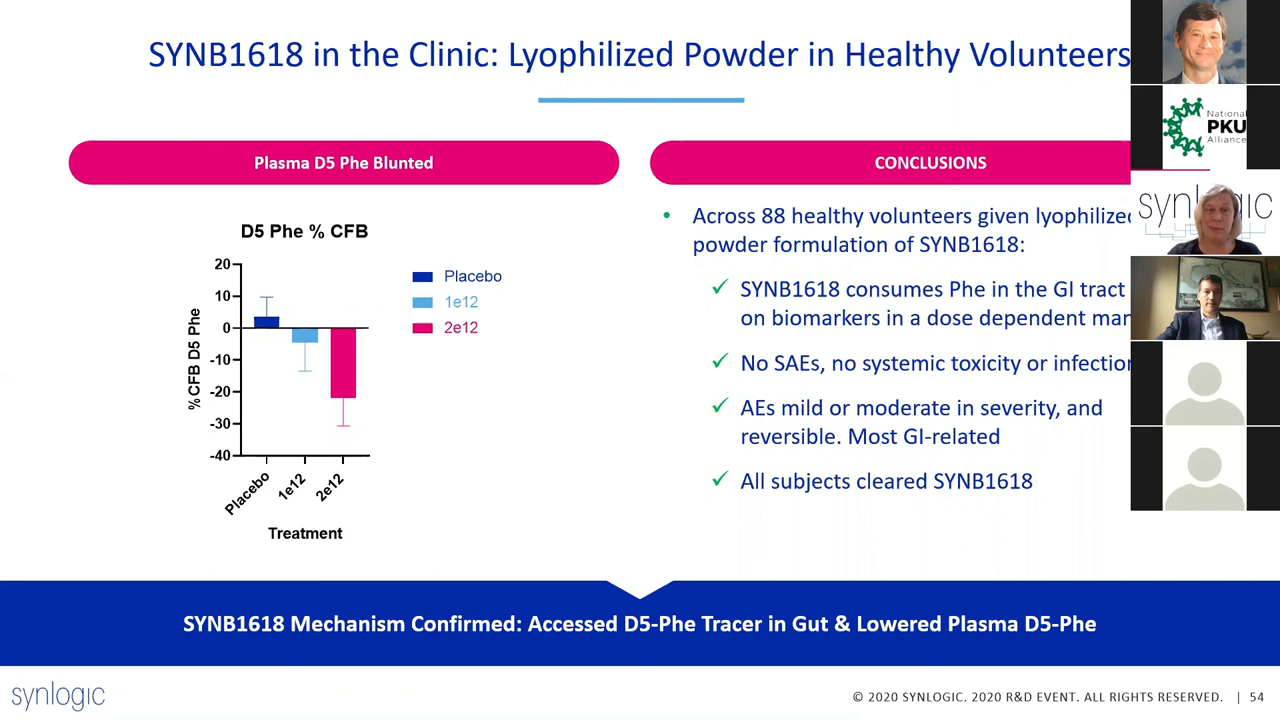 SYNB1618 in the Clinic: Lyophilized Powder in Healthy Volunteers
Plasma D5 Phe Blunted
D5 Phe % CFB
% CFB D5 Phe
20
10
0
-10
-20
-30
-40
Placebo
1e12
2e12
Treatment
Placebo
1e12
2e12
CONCLUSIONS
• Across 88 healthy volunteers given lyophilized
powder formulation of SYNB1618:
✓ SYNB1618 consumes Phe in the GI tract
on biomarkers in a dose dependent
✓ No SAEs, no systemic toxicity or infection
✓ AEs mild or moderate in severity, and
reversible. Most GI-related
✓ All subjects cleared SYNB1618
National
PKU
Alliance
synlogic
SYNB1618 Mechanism Confirmed: Accessed D5-Phe Tracer in Gut & Lowered Plasma D5-Phe
synlogic
© 2020 SYNLOGIC. 2020 R&D EVENT. ALL RIGHTS RESERVED. | 54